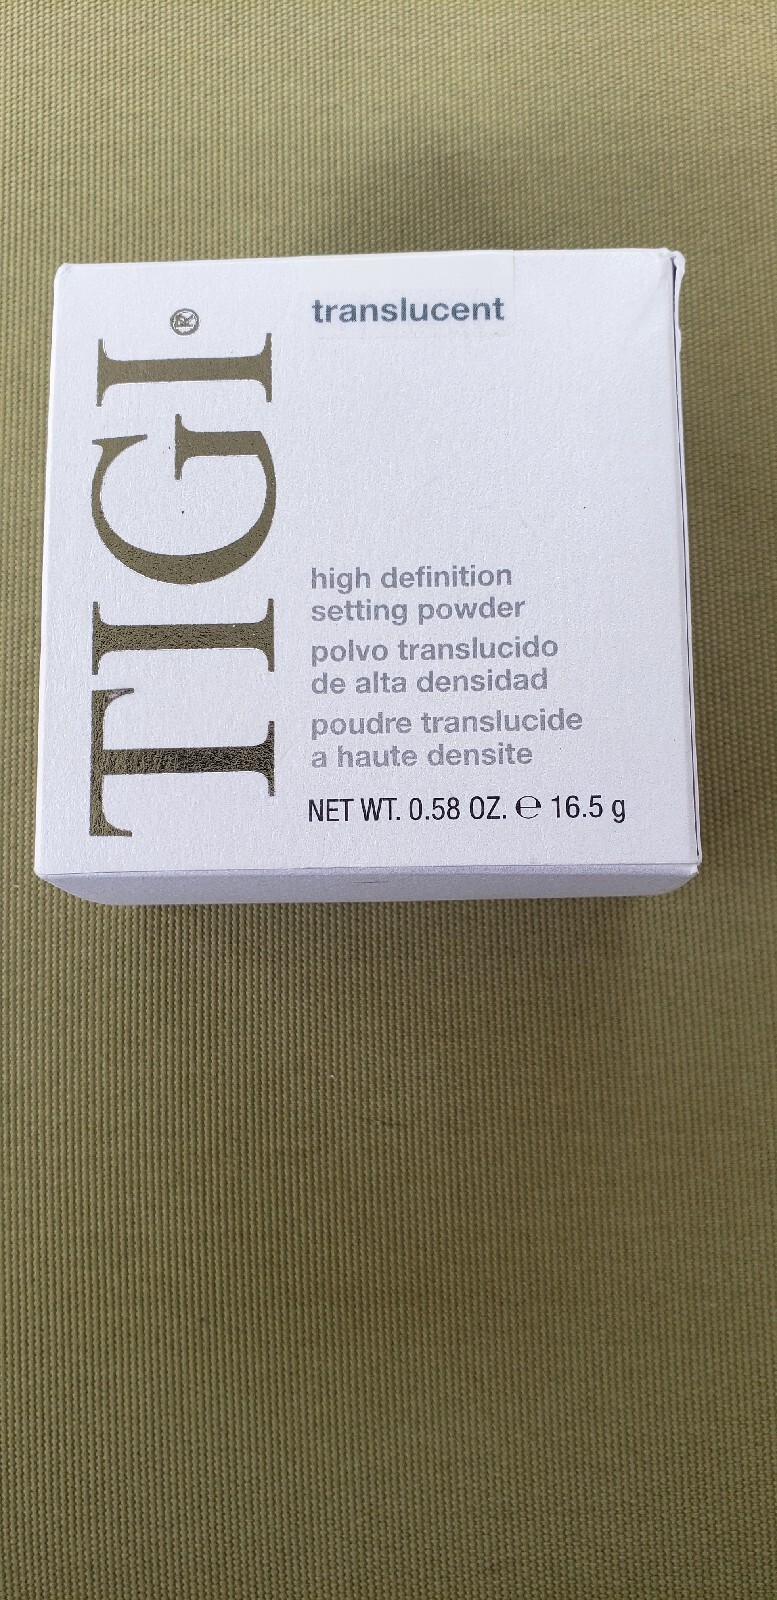 translucent
TIGI®
high definition
setting powder
polvo translucido
de alta densidad
poudre translucide
a haute densite
NET WT. 0.58 OZ. ℮ 16.5 g